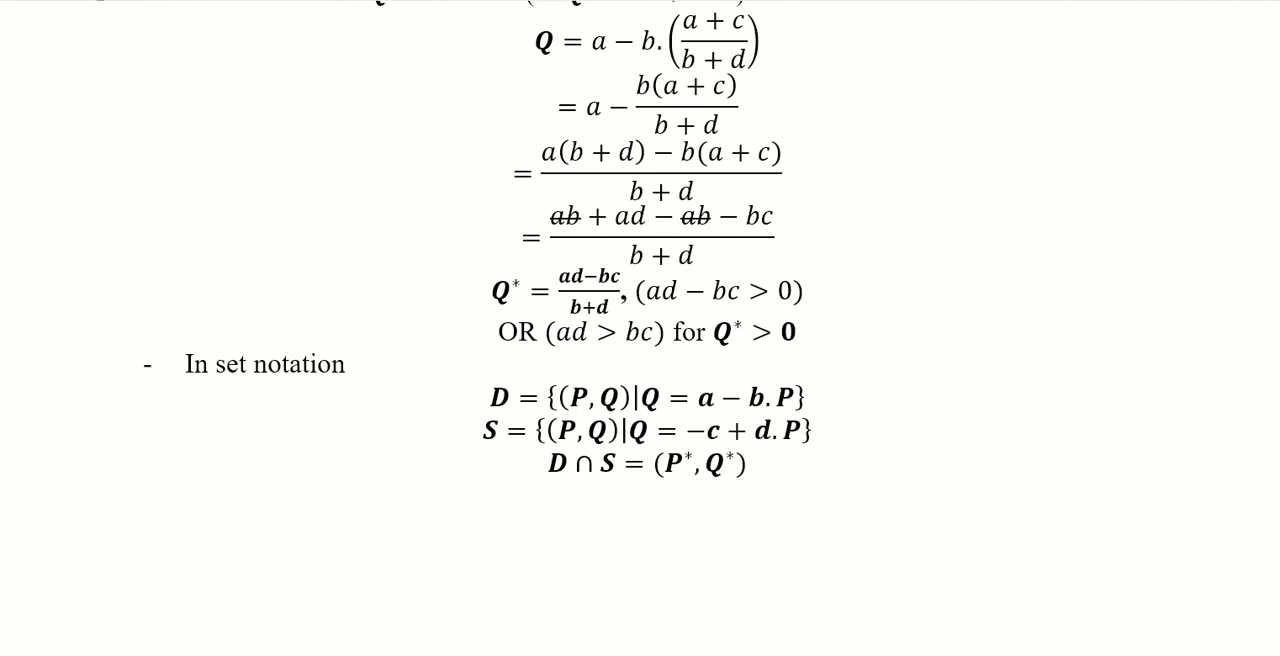 Q = a − b.((a + c)/(b + d))
= a − b(a + c)/(b + d)
= (a(b + d) − b(a + c))/(b + d)
= (ab + ad − ab − bc)/(b + d)
Q* = (ad−bc)/(b+d), (ad − bc > 0)
OR (ad > bc) for Q* > 0
- In set notation
D = {(P, Q)|Q = a − b. P}
S = {(P, Q)|Q = −c + d. P}
D ∩ S = (P*, Q*)